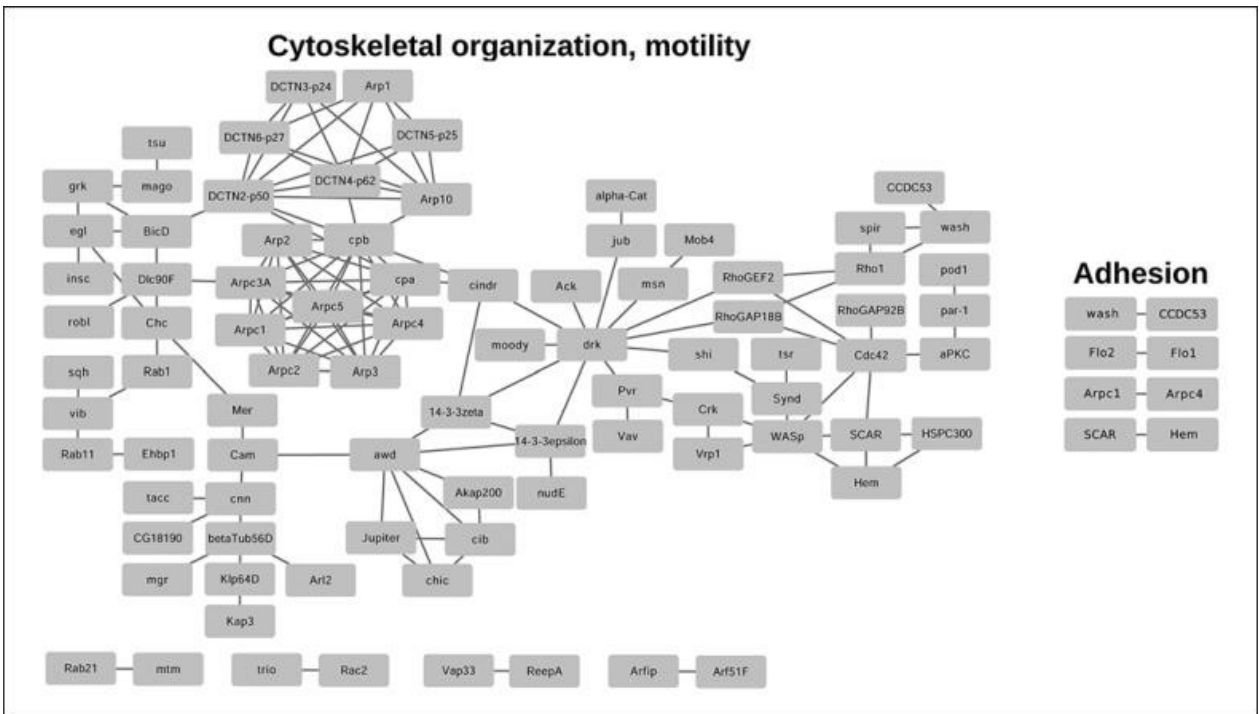 Cytoskeletal organization, motility
DCTN3-p24 Arp1
DCTN6-p27 DCTN5-p25
tsu
DCTN4-p62
grk mago DCTN2-p50 Arp10 alpha-Cat CCDC53
egl BicD Arp2 cpb jub Mob4 spir wash
insc Dlc90F Arpc3A cpa cindr Ack msn RhoGEF2 Rho1 pod1 Adhesion
Arpc5
robl Chc Arpc1 Arpc4 RhoGAP18B RhoGAP92B par-1 wash CCDC53
moody drk
sqh Rab1 Arpc2 Arp3 shi tsr Cdc42 aPKC Flo2 Flo1
Pvr Synd Arpc1 Arpc4
vib Mer 14-3-3zeta Crk
Rab11 Ehbp1 Cam awd 14-3-3epsilon Vav Vrp1 WASp SCAR HSPC300 SCAR Hem
tacc cnn Akap200 nudE Hem
CG18190 betaTub56D Jupiter cib
mgr Klp64D Arl2 chic
Kap3
Rab21 mtm trio Rac2 Vap33 ReepA Arfip Arf51F